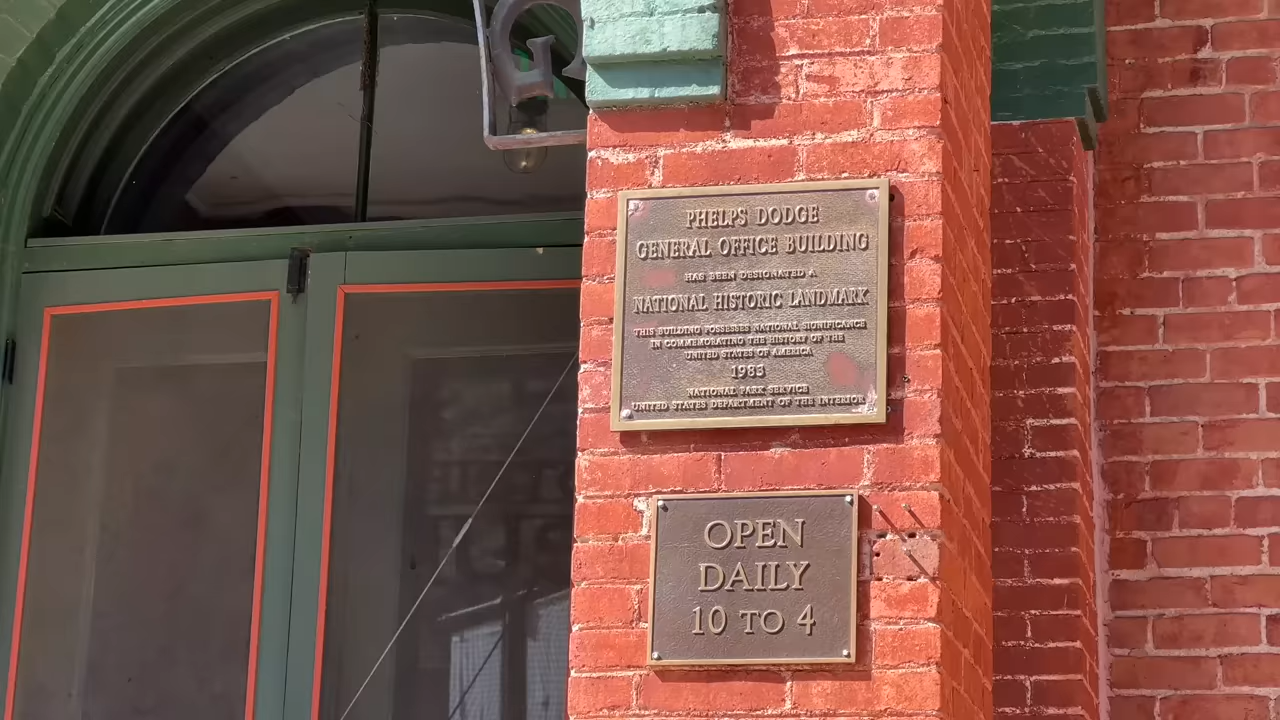 G
PHELPS DODGE
GENERAL OFFICE BUILDING
HAS BEEN DESIGNATED A
NATIONAL HISTORIC LANDMARK
THIS BUILDING POSSESSES NATIONAL SIGNIFICANCE
IN COMMEMORATING THE HISTORY OF THE
UNITED STATES OF AMERICA
1983
NATIONAL PARK SERVICE
UNITED STATES DEPARTMENT OF THE INTERIOR
OPEN
DAILY
10 TO 4